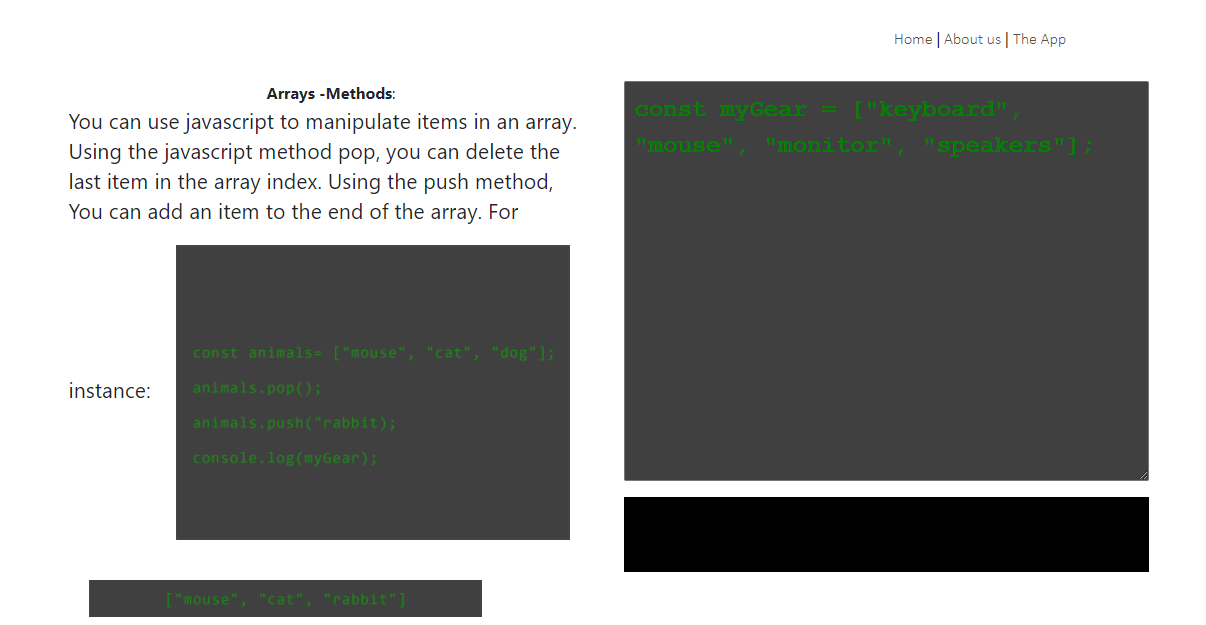 Home | About us | The App
Arrays -Methods:
You can use javascript to manipulate items in an array.
Using the javascript method pop, you can delete the
last item in the array index. Using the push method,
You can add an item to the end of the array. For
instance:
const animals= ["mouse", "cat", "dog"];
animals.pop();
animals.push("rabbit);
console.log(myGear);
["mouse", "cat", "rabbit"]
const myGear = ["keyboard",
"mouse", "monitor", "speakers"];